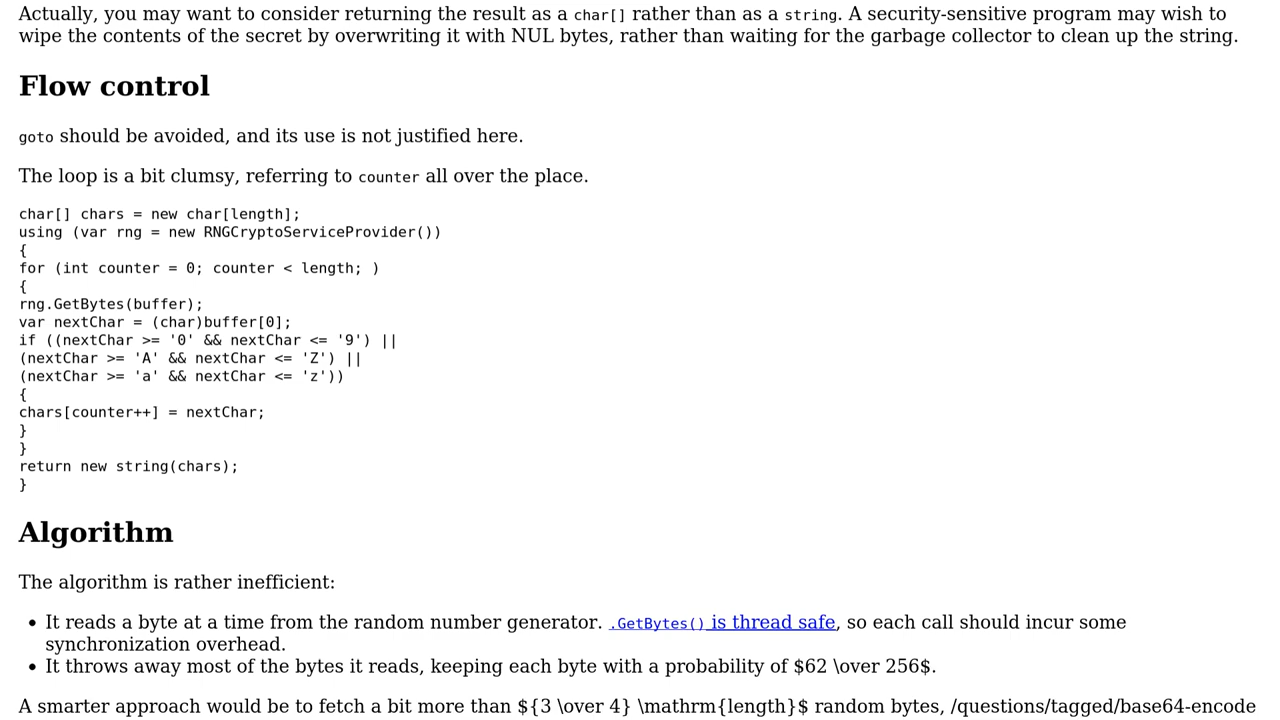 Actually, you may want to consider returning the result as a char[] rather than as a string. A security-sensitive program may wish to
wipe the contents of the secret by overwriting it with NUL bytes, rather than waiting for the garbage collector to clean up the string.
Flow control
goto should be avoided, and its use is not justified here.
The loop is a bit clumsy, referring to counter all over the place.
char[] chars = new char[length];
using (var rng = new RNGCryptoServiceProvider())
{
for (int counter = 0; counter < length; )
{
rng.GetBytes(buffer);
var nextChar = (char)buffer[0];
if ((nextChar >= '0' && nextChar <= '9') ||
(nextChar >= 'A' && nextChar <= 'Z') ||
(nextChar >= 'a' && nextChar <= 'z'))
{
chars[counter++] = nextChar;
}
}
return new string(chars);
}
Algorithm
The algorithm is rather inefficient:
• It reads a byte at a time from the random number generator. .GetBytes() is thread safe, so each call should incur some
synchronization overhead.
• It throws away most of the bytes it reads, keeping each byte with a probability of $62 \over 256$.
A smarter approach would be to fetch a bit more than ${3 \over 4} \mathrm{length}$ random bytes, /questions/tagged/base64-encode